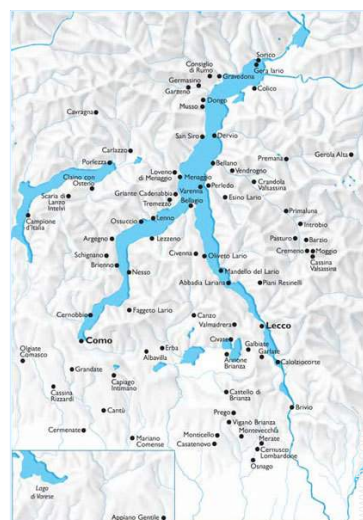 Sorico
Gera lario
Consiglio
di Rumo
Gravedona
Germasino
Garzeno
Colico
Dongo
Musso
Cavragna
San Siro
Dervio
Carlazzo
Porlezza
Bellano
Premana
Gerola Alta
Claino con
Osteno
Loveno
di Menaggio
Menaggio
Vendrogno
Crandola
Valsassina
Scaria di
Lanzo
Intelvi
Griante Cadenabbia
Varenna
Perledo
Tremezzo
Esino Lario
Bellagio
Campione
d'Italia
Ossuccio
Lenno
Primaluna
Introbio
Argegno
Lezzeno
Pasturo
Barzio
Schignano
Civenna
Oliveto Lario
Cremeno
Moggio
Cassina
Valsassina
Brienno
Nesso
Mandello del Lario
Abbadia Lariana
Piani Resinelli
Cernobbio
Faggeto Lario
Canzo
Valmadrera
Lecco
Como
Civate
Olgiate
Comasco
Albavilla
Erba
Galbiate
Garlate
Annone
Brianza
Calolziocorte
Grandate
Capiago
Intimiano
Cassina
Rizzardi
Castello di
Brianza
Cantù
Brivio
Prego
Viganò Brianza
Cermenate
Mariano
Comense
Monticello
Montevecchia
Casatenovo
Merate
Cernusco
Lombardone
Osnago
Lago
di Varese
Appiano Gentile